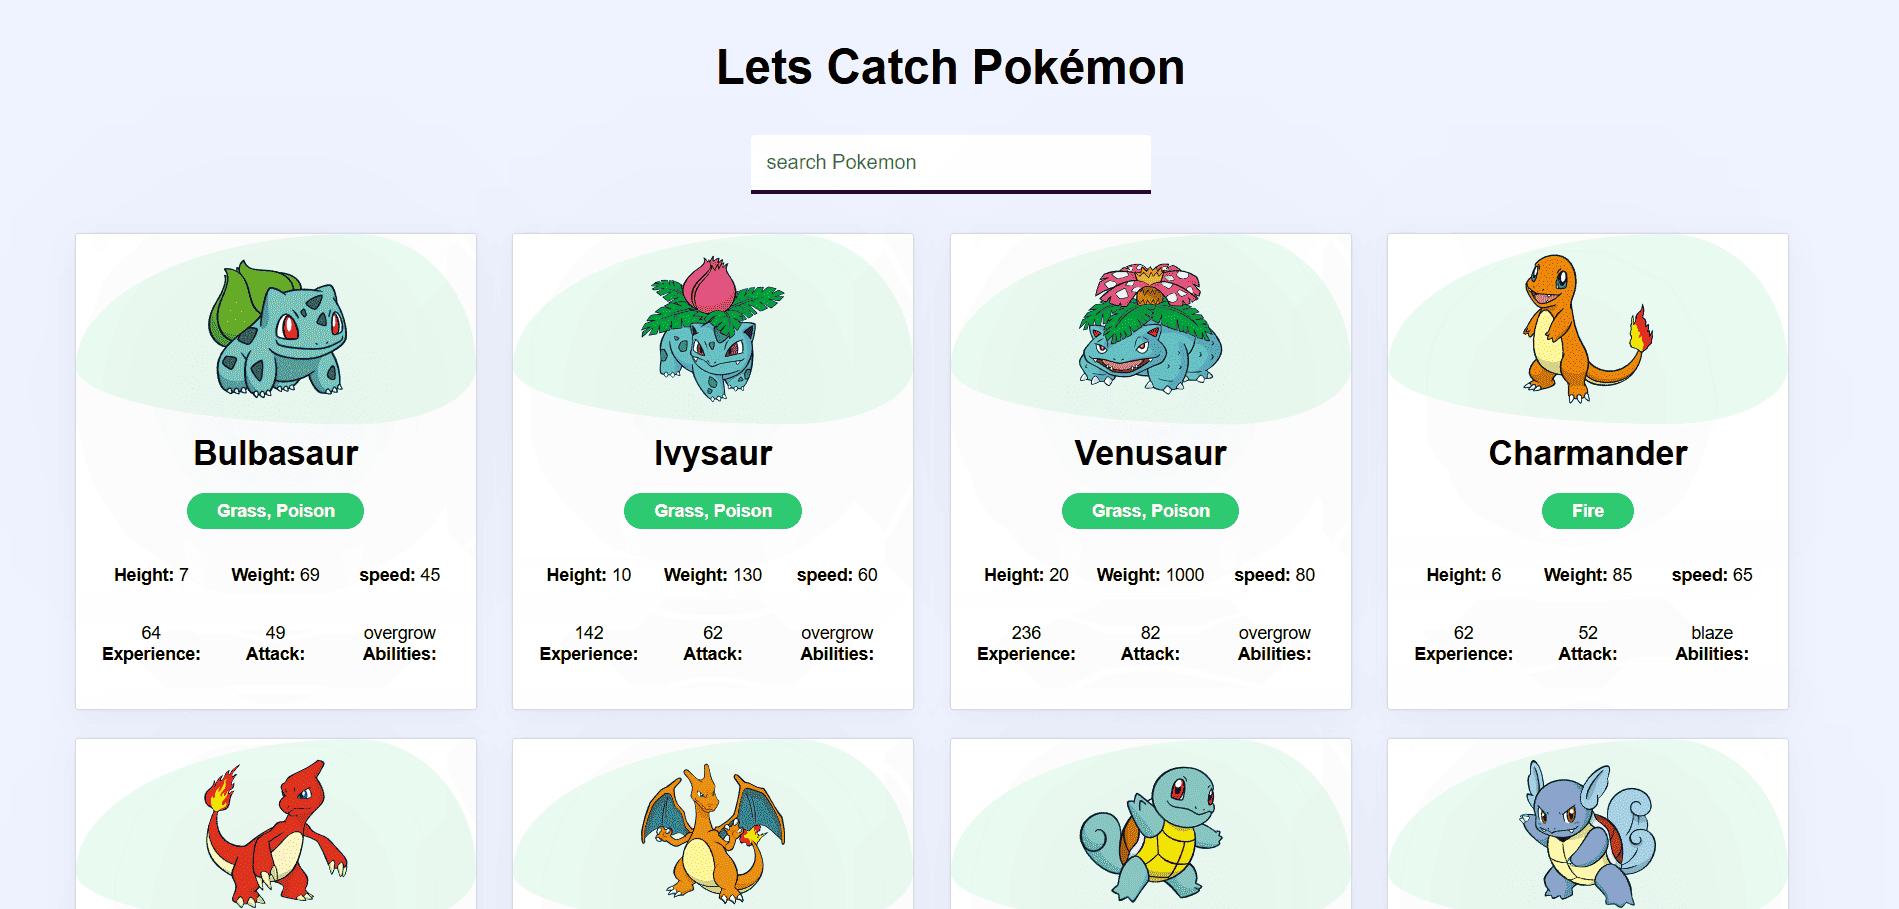 Lets Catch Pokémon
search Pokemon
Bulbasaur
Grass, Poison
Height: 7 Weight: 69 speed: 45
64 49 overgrow
Experience: Attack: Abilities:
Ivysaur
Grass, Poison
Height: 10 Weight: 130 speed: 60
142 62 overgrow
Experience: Attack: Abilities:
Venusaur
Grass, Poison
Height: 20 Weight: 1000 speed: 80
236 82 overgrow
Experience: Attack: Abilities:
Charmander
Fire
Height: 6 Weight: 85 speed: 65
62 52 blaze
Experience: Attack: Abilities: